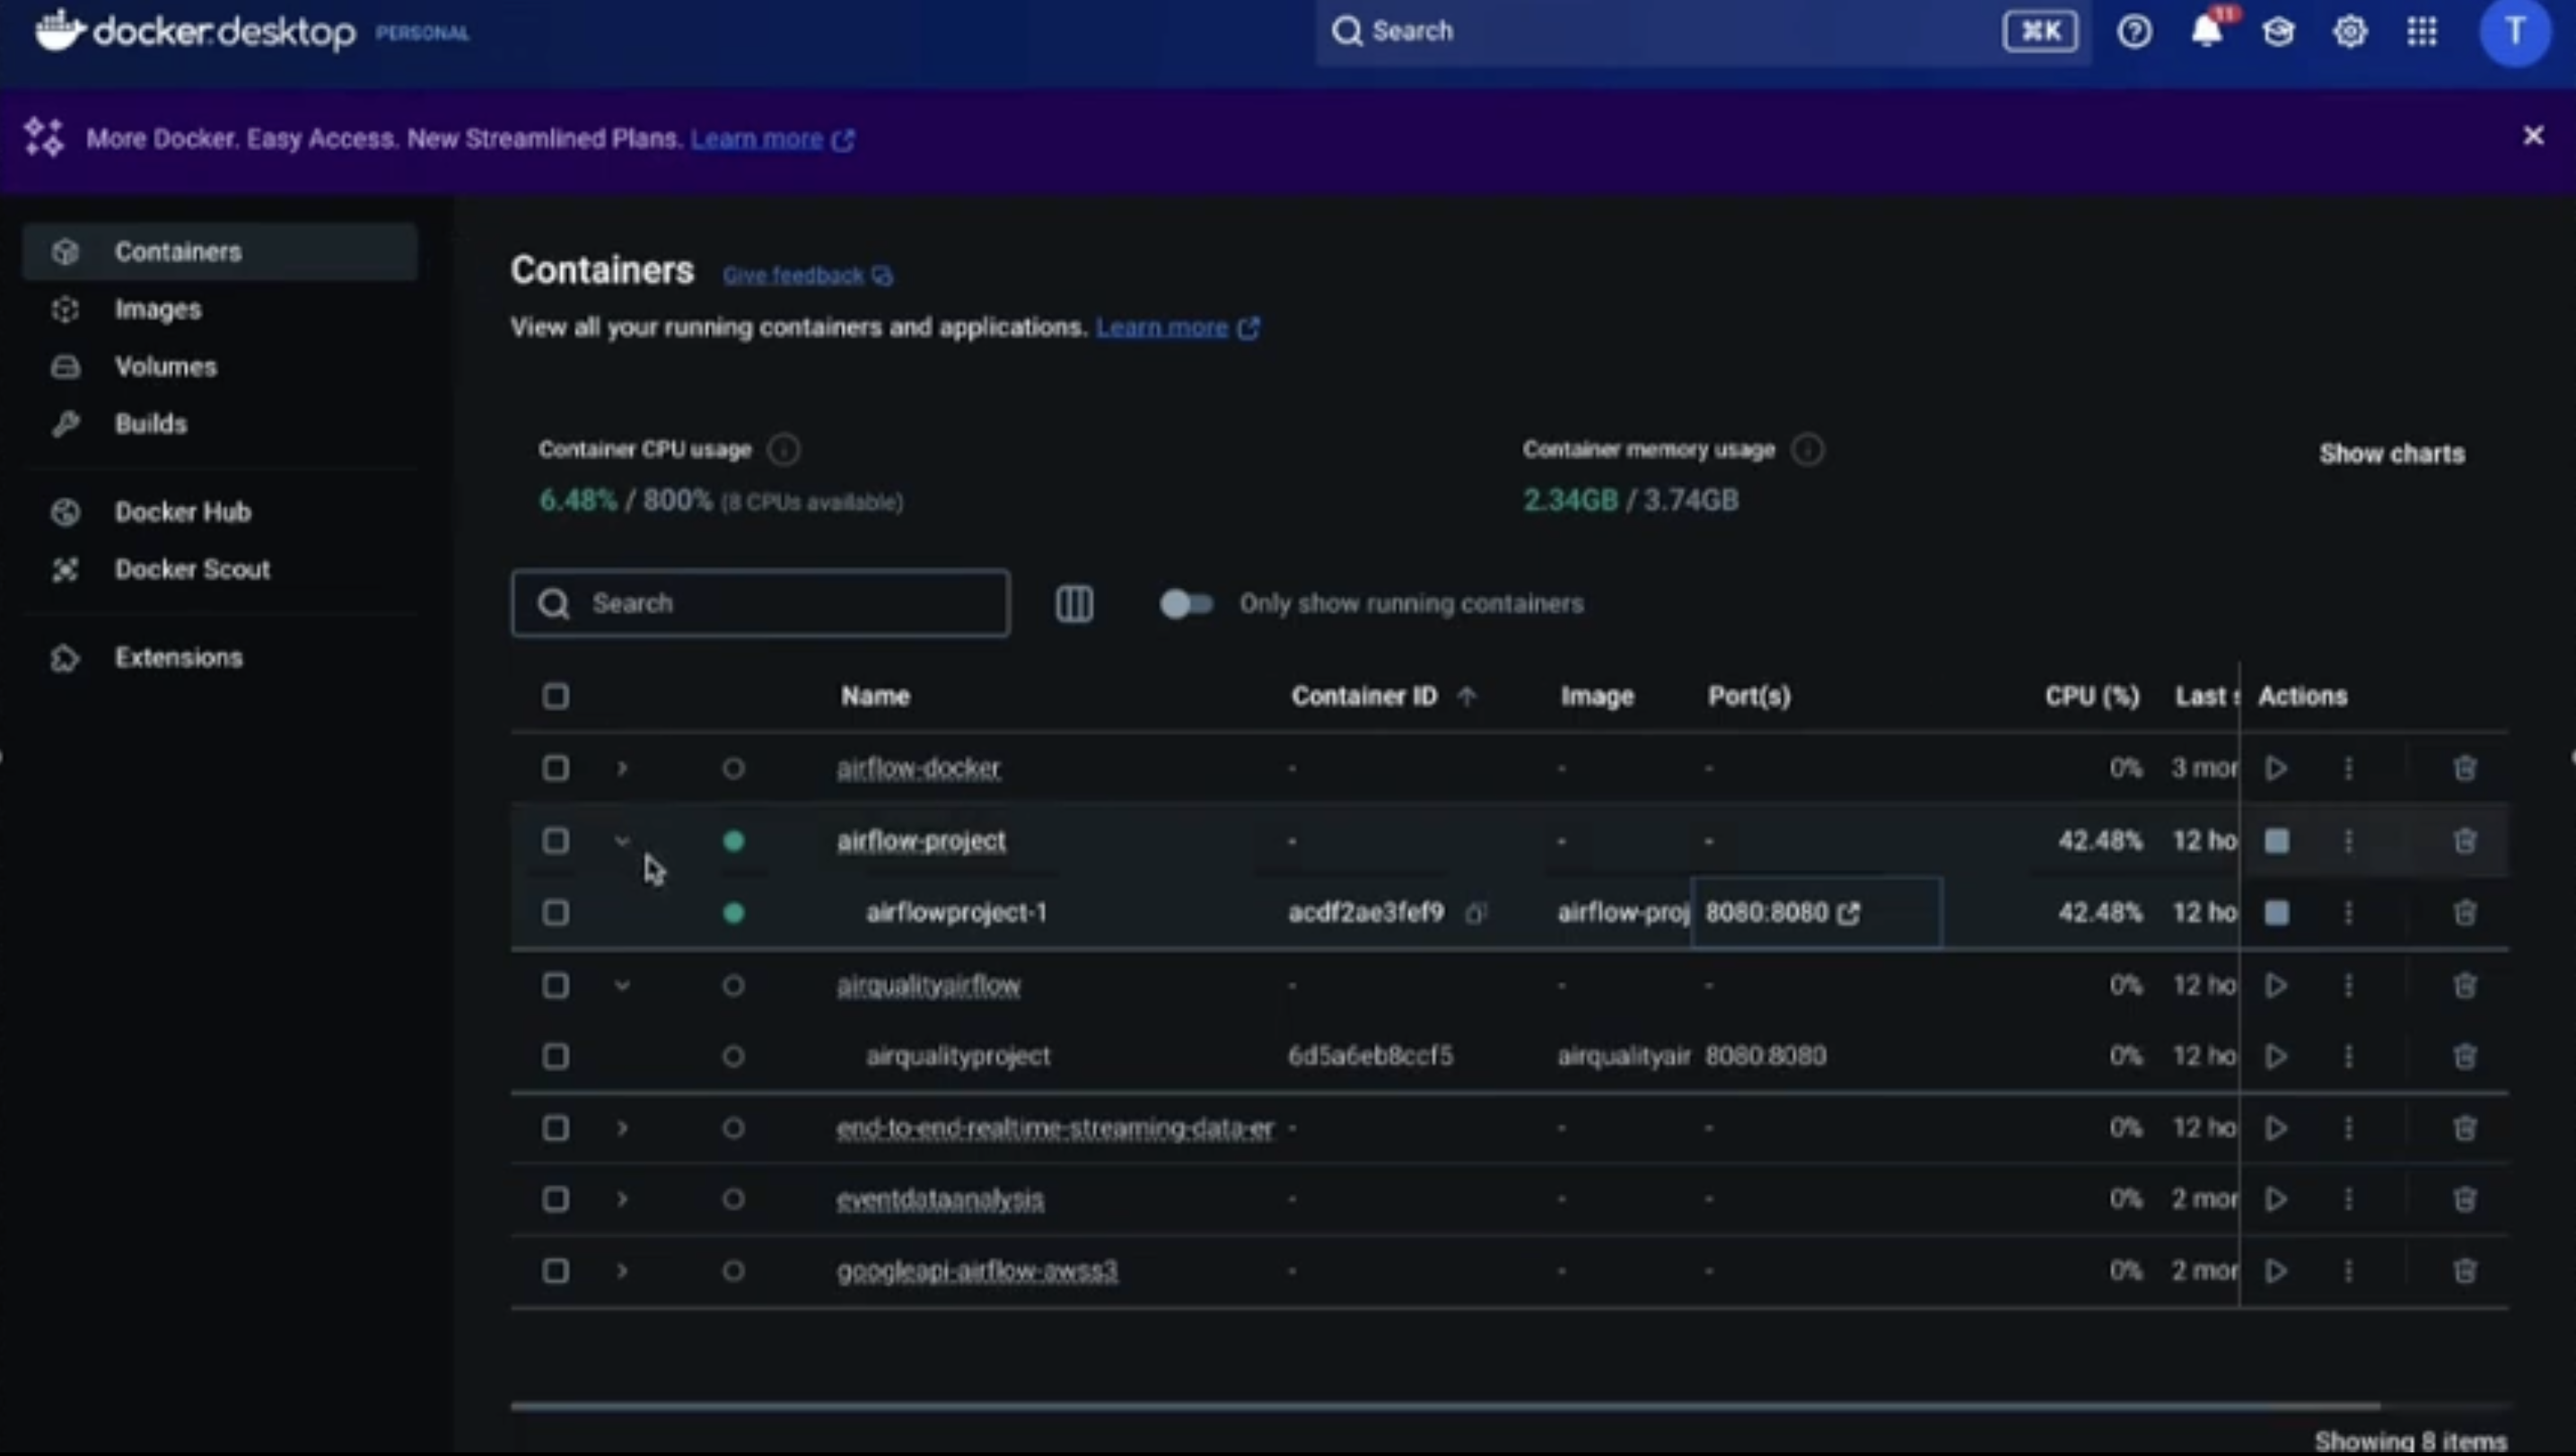 docker.desktop PERSONAL Search ⌘K 11 T
More Docker. Easy Access. New Streamlined Plans. Learn more
Containers
Images
Volumes
Builds
Docker Hub
Docker Scout
Extensions
Containers Give feedback
View all your running containers and applications. Learn more
Container CPU usage
6.48% / 800% (8 CPUs available)
Container memory usage
2.34GB / 3.74GB
Show charts
Search
Only show running containers
Name Container ID Image Port(s) CPU (%) Last Actions
airflow-docker - - - 0% 3 mor
airflow-project - - - 42.48% 12 ho
airflowproject-1 acdf2ae3fef9 airflow-proj 8080:8080 42.48% 12 ho
airqualityairflow - - - 0% 12 ho
airqualityproject 6d5a6eb8ccf5 airqualityair 8080:8080 0% 12 ho
end-to-end-realtime-streaming-data-er - - - 0% 12 ho
eventdataanalysis - - - 0% 2 mor
googleapi-airflow-awss3 - - - 0% 2 mor
Showing 8 items